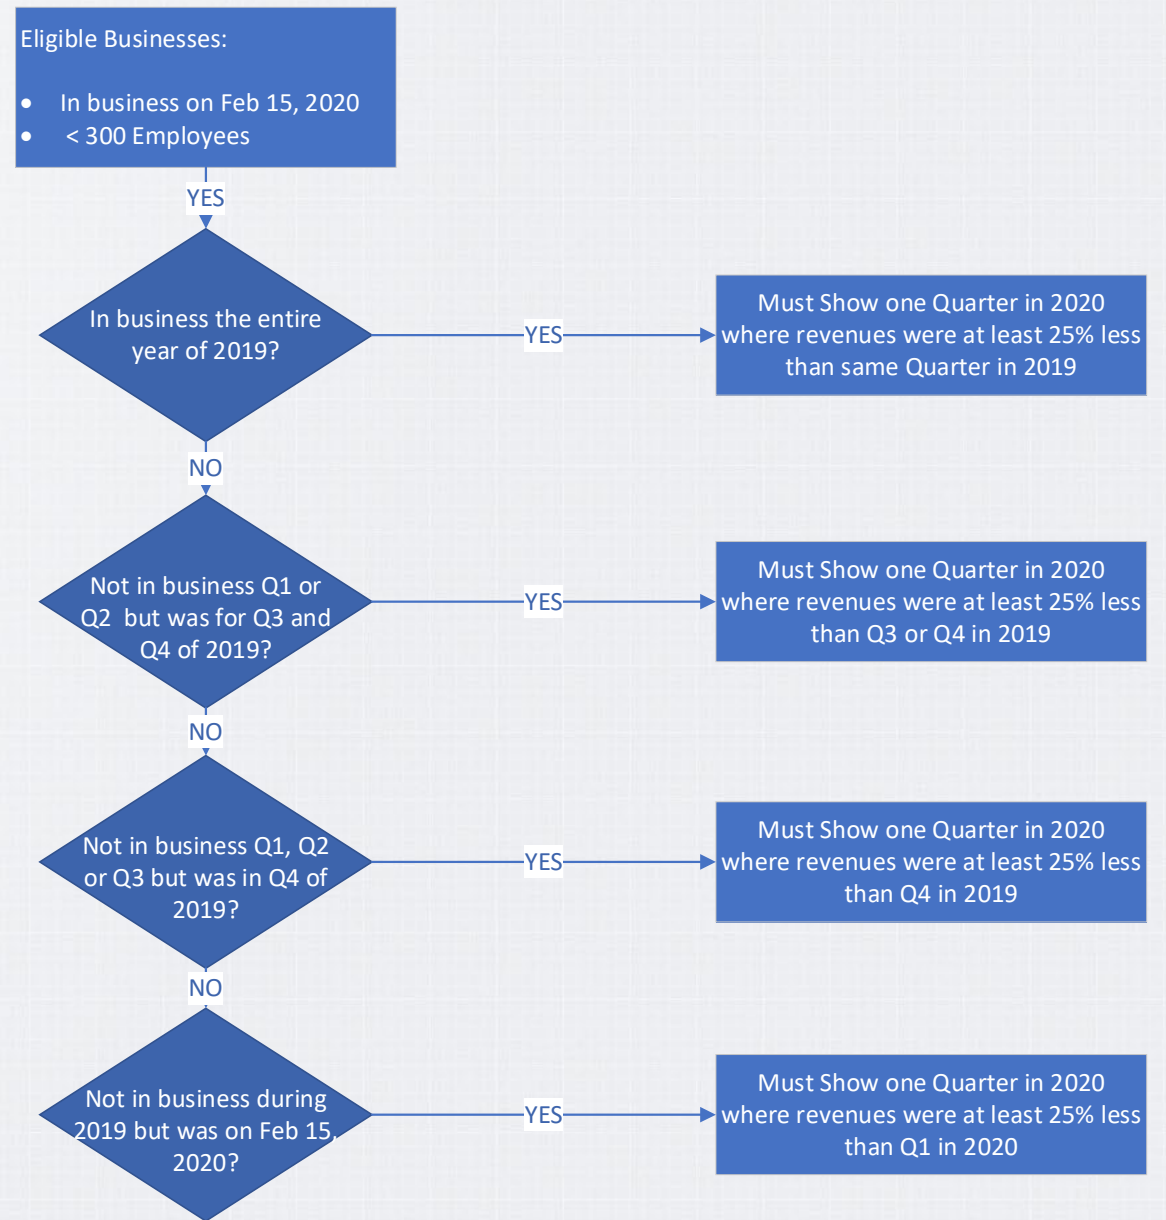 Eligible Businesses:
• In business on Feb 15, 2020
• < 300 Employees
YES
In business the entire
year of 2019?
YES
Must Show one Quarter in 2020
where revenues were at least 25% less
than same Quarter in 2019
NO
Not in business Q1 or
Q2 but was for Q3 and
Q4 of 2019?
YES
Must Show one Quarter in 2020
where revenues were at least 25% less
than Q3 or Q4 in 2019
NO
Not in business Q1, Q2
or Q3 but was in Q4 of
2019?
YES
Must Show one Quarter in 2020
where revenues were at least 25% less
than Q4 in 2019
NO
Not in business during
2019 but was on Feb 15,
2020?
YES
Must Show one Quarter in 2020
where revenues were at least 25% less
than Q1 in 2020